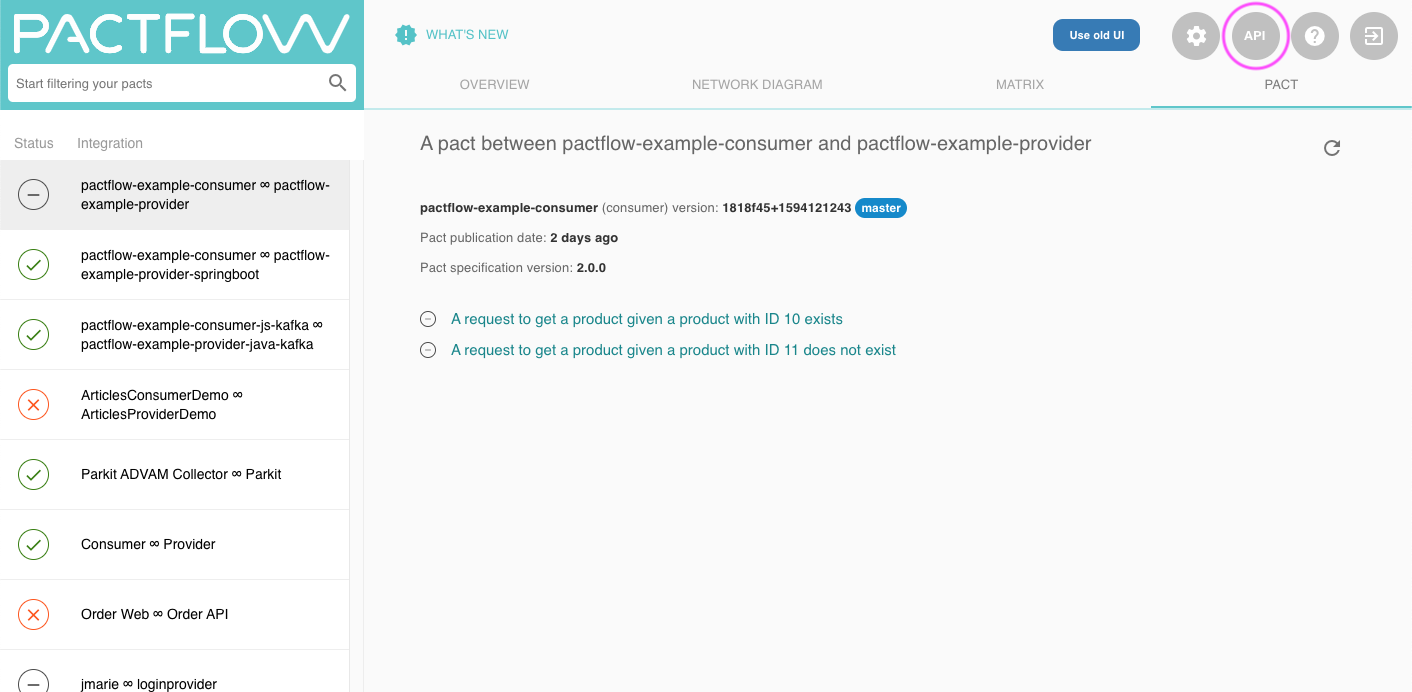 PACTFLOW
Start filtering your pacts
WHAT'S NEW
Use old UI
API
?
OVERVIEW
NETWORK DIAGRAM
MATRIX
PACT
Status
Integration
pactflow-example-consumer ∞ pactflow-
example-provider
pactflow-example-consumer ∞ pactflow-
example-provider-springboot
pactflow-example-consumer-js-kafka ∞
pactflow-example-provider-java-kafka
ArticlesConsumerDemo ∞
ArticlesProviderDemo
Parkit ADVAM Collector ∞ Parkit
Consumer ∞ Provider
Order Web ∞ Order API
jmarie ∞ loginprovider
A pact between pactflow-example-consumer and pactflow-example-provider
pactflow-example-consumer (consumer) version: 1818f45+1594121243 master
Pact publication date: 2 days ago
Pact specification version: 2.0.0
A request to get a product given a product with ID 10 exists
A request to get a product given a product with ID 11 does not exist